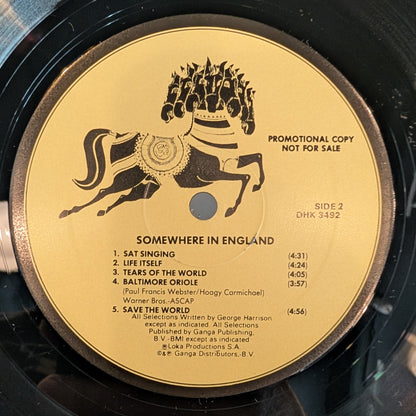 PROMOTIONAL COPY
NOT FOR SALE
SIDE 2
DHK 3492
SOMEWHERE IN ENGLAND
1. SAT SINGING (4:31)
2. LIFE ITSELF (4:24)
3. TEARS OF THE WORLD (4:05)
4. BALTIMORE ORIOLE (3:57)
(Paul Francis Webster/Hoagy Carmichael)
Warner Bros.-ASCAP
5. SAVE THE WORLD (4:56)
All Selections Written by George Harrison
except as indicated. All Selections
Published by Ganga Publishing,
B.V.-BMI except as indicated.
℗Loka Productions S.A.
©&℗ Ganga Distributors,-B.V.